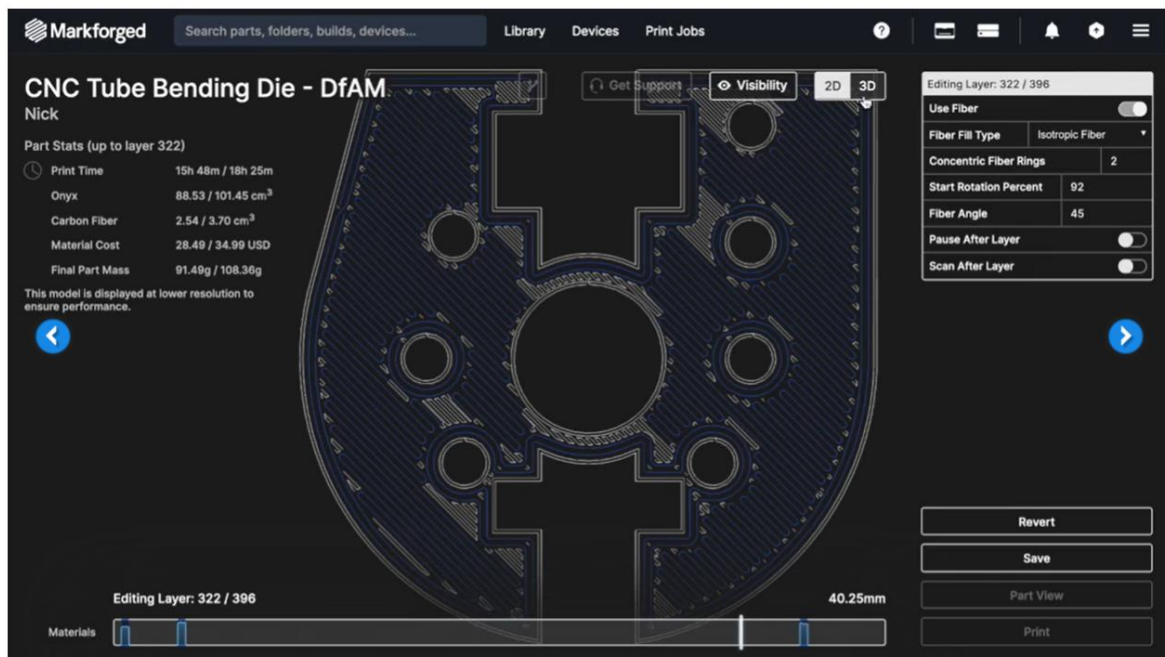 Markforged
Search parts, folders, builds, devices...
Library Devices Print Jobs
?
CNC Tube Bending Die - DfAM
Nick
Get Support
Visibility
2D 3D
Part Stats (up to layer 322)
Print Time 15h 48m / 18h 25m
Onyx 88.53 / 101.45 cm³
Carbon Fiber 2.54 / 3.70 cm³
Material Cost 28.49 / 34.99 USD
Final Part Mass 91.49g / 108.36g
This model is displayed at lower resolution to
ensure performance.
Editing Layer: 322 / 396
Use Fiber
Fiber Fill Type Isotropic Fiber
Concentric Fiber Rings 2
Start Rotation Percent 92
Fiber Angle 45
Pause After Layer
Scan After Layer
Revert
Save
Part View
Print
Editing Layer: 322 / 396 40.25mm
Materials